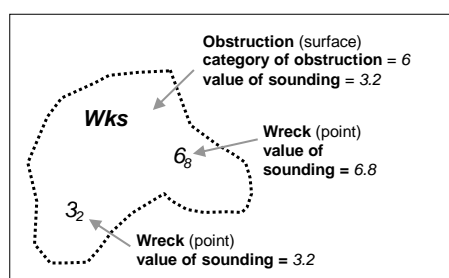 Obstruction (surface)
category of obstruction = 6
value of sounding = 3.2
Wks
Wreck (point)
value of
sounding = 6.8
6₈
3₂
Wreck (point)
value of sounding = 3.2